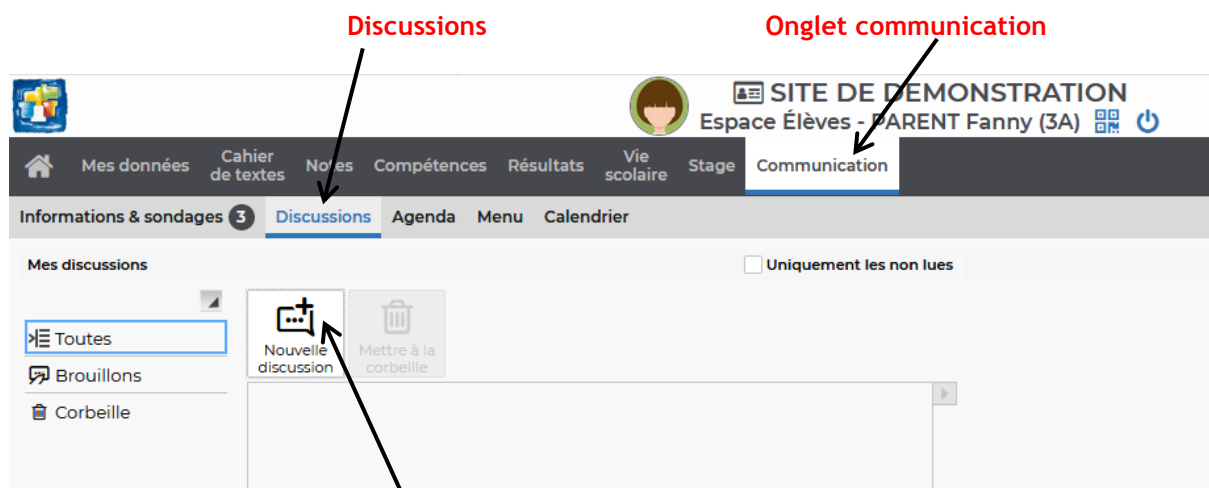 Discussions Onglet communication
SITE DE DEMONSTRATION
Espace Élèves - PARENT Fanny (3A)
Mes données Cahier de textes Notes Compétences Résultats Vie scolaire Stage Communication
Informations & sondages 3 Discussions Agenda Menu Calendrier
Mes discussions Uniquement les non lues
Toutes
Brouillons
Corbeille
Nouvelle discussion
Mettre à la corbeille